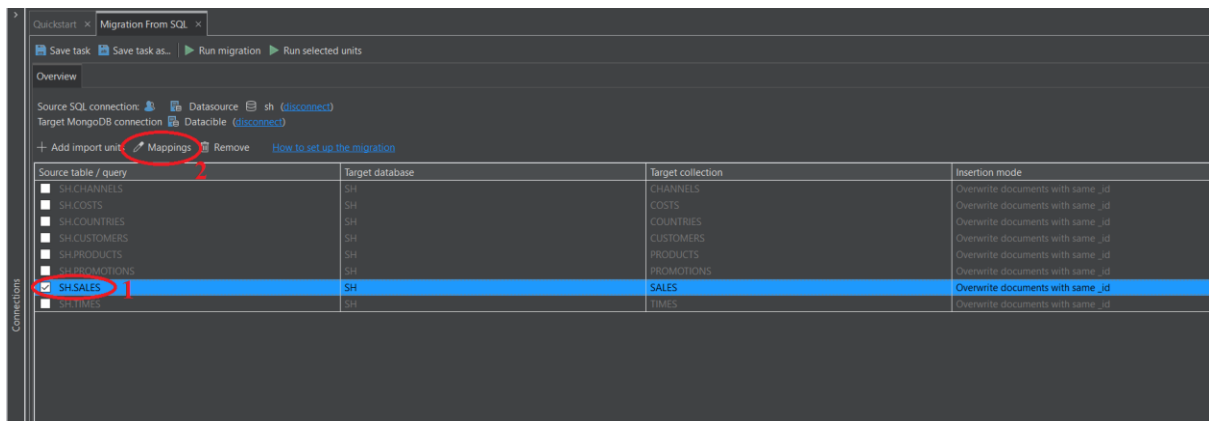 Quickstart × Migration From SQL ×
Save task Save task as... Run migration Run selected units
Overview
Source SQL connection: Datasource sh (disconnect)
Target MongoDB connection Datacible (disconnect)
+ Add import units Mappings Remove How to set up the migration
2
Source table / query Target database Target collection Insertion mode
SH.CHANNELS SH CHANNELS Overwrite documents with same _id
SH.COSTS SH COSTS Overwrite documents with same _id
SH.COUNTRIES SH COUNTRIES Overwrite documents with same _id
SH.CUSTOMERS SH CUSTOMERS Overwrite documents with same _id
SH.PRODUCTS SH PRODUCTS Overwrite documents with same _id
SH.PROMOTIONS SH PROMOTIONS Overwrite documents with same _id
SH.SALES 1 SH SALES Overwrite documents with same _id
SH.TIMES SH TIMES Overwrite documents with same _id
Connections